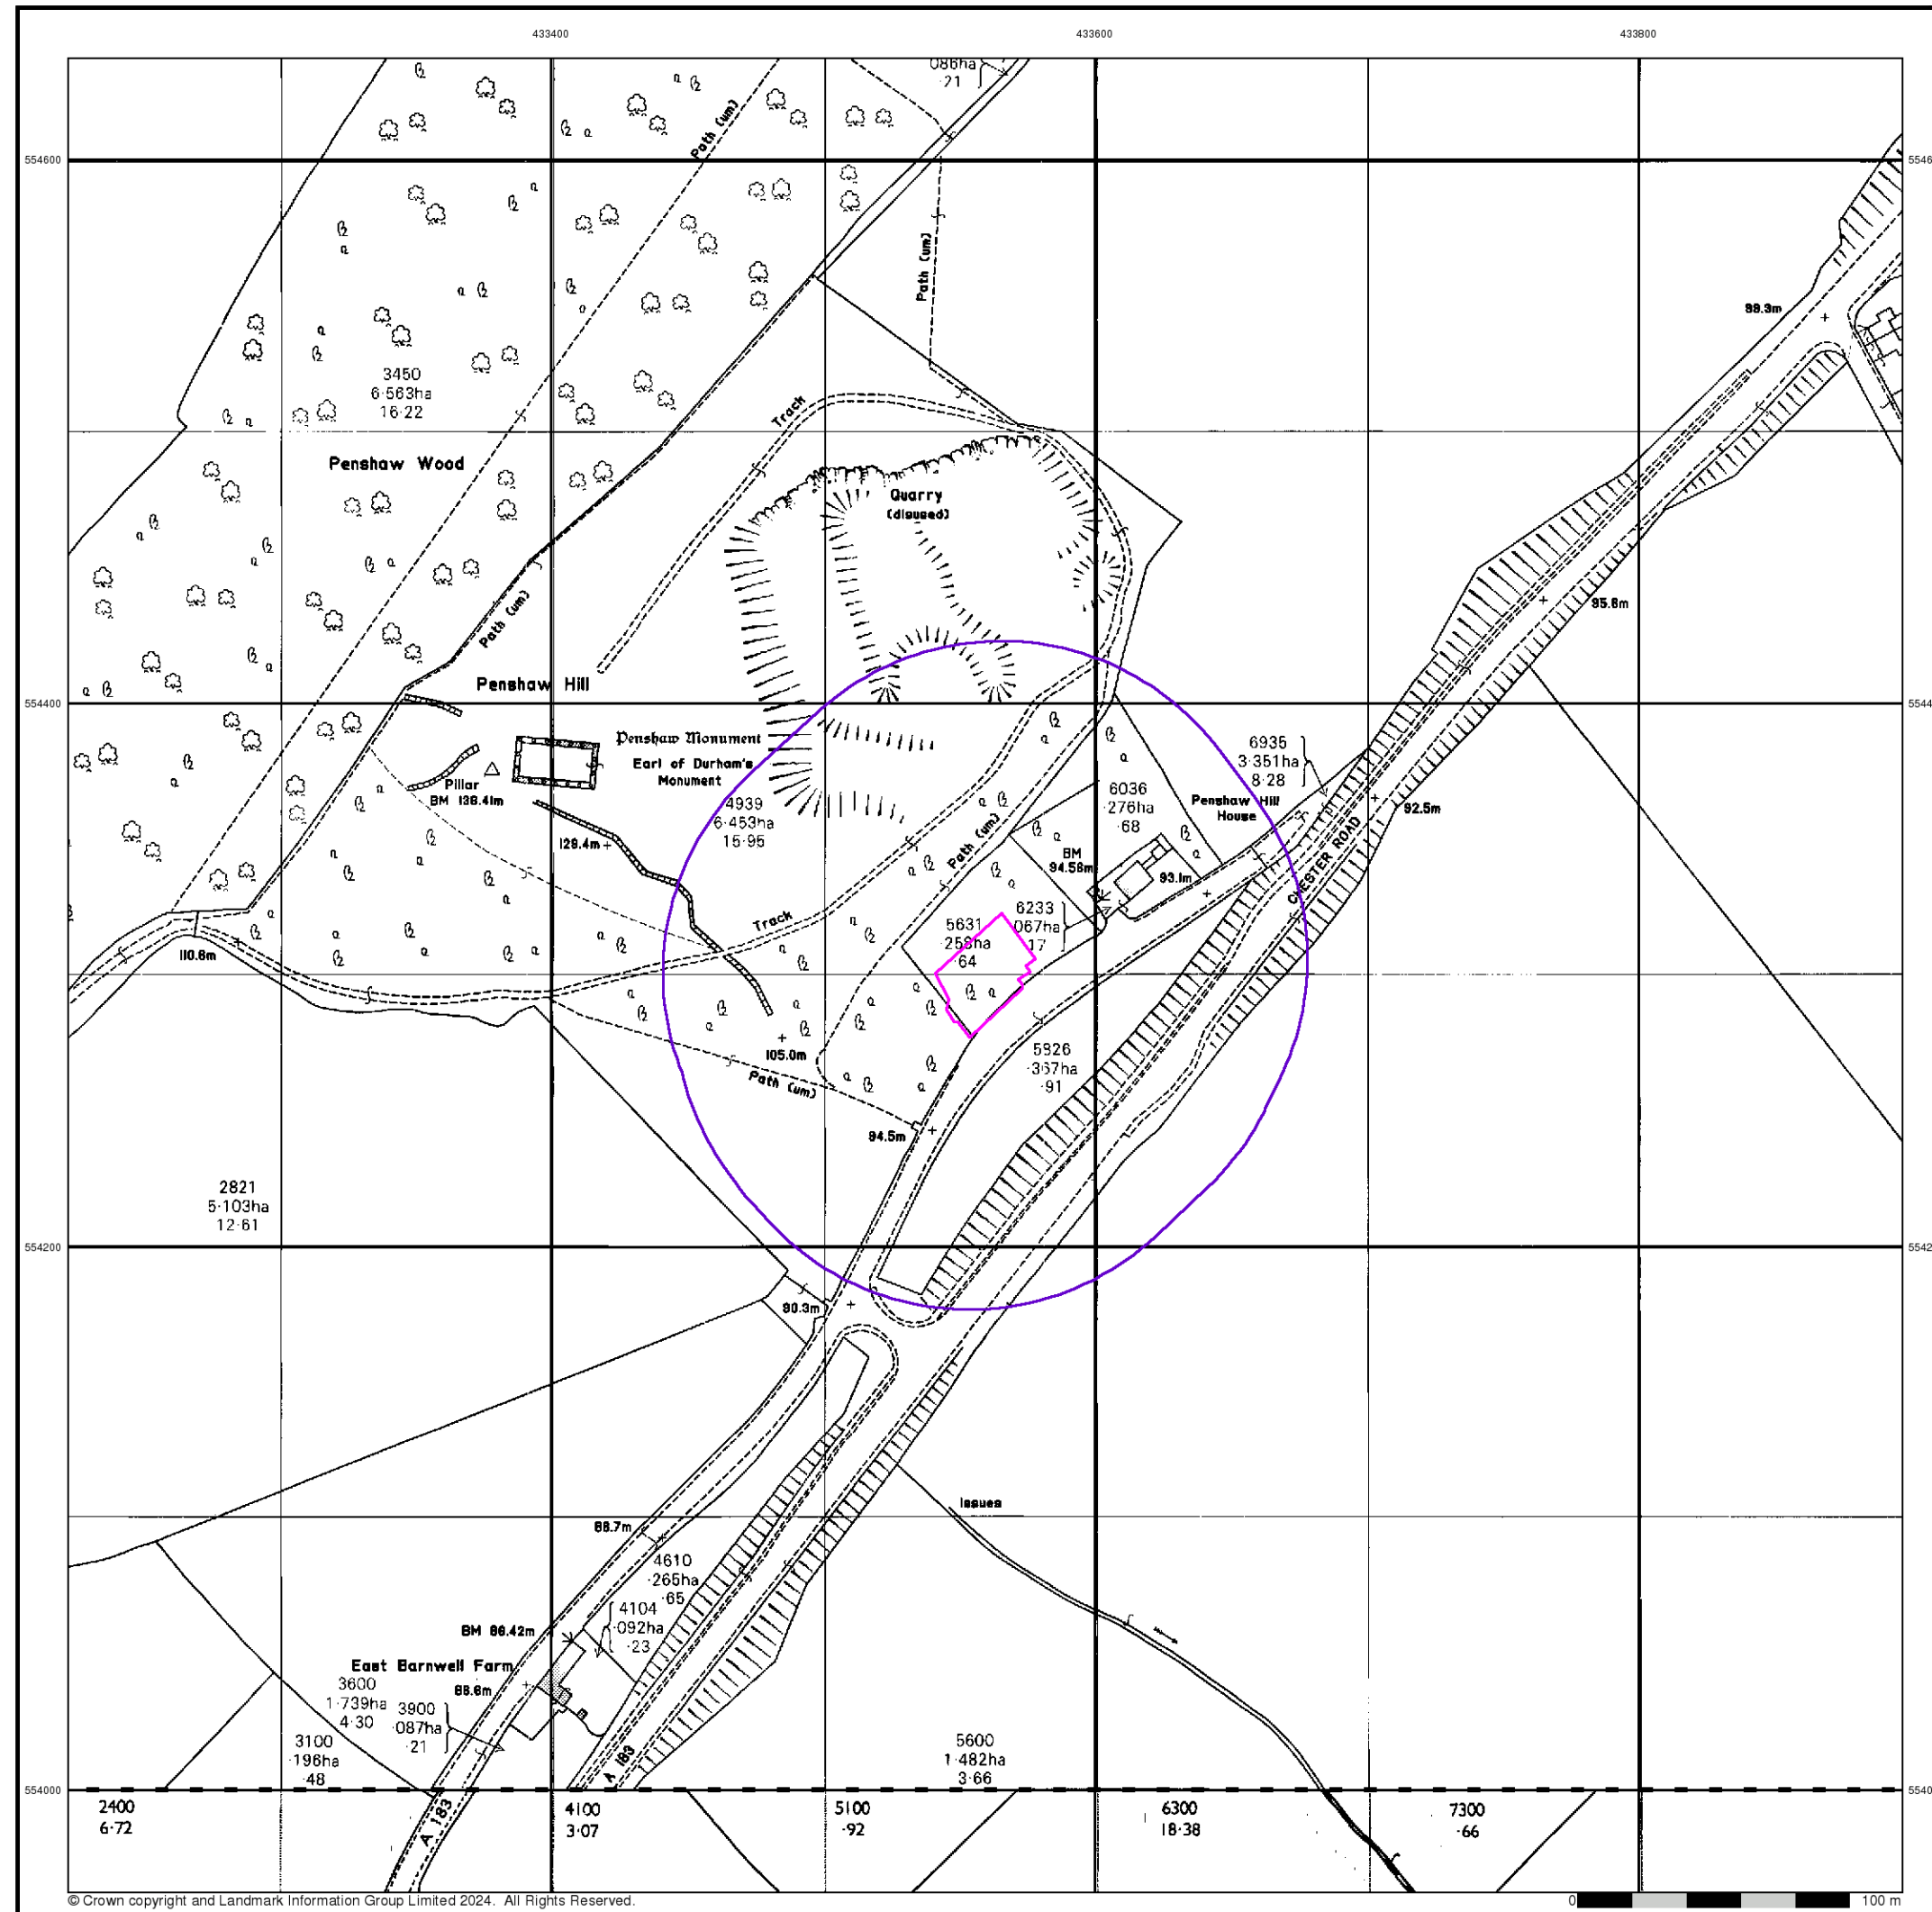 433400
433600
433800
086ha
·21
554600
Path (um)
Path (um)
99.3m
3450
6·563ha
16·22
Track
Penshaw Wood
Quarry
(disused)
95.8m
Path (um)
Penshaw Hill
554400
Penshaw Monument
Earl of Durham's
Monument
Pillar
BM 136.41m
4939
6·453ha
15·95
128.4m
6935
3·351ha
8·28
6036
·276ha
·68
Penshaw Hill
House
92.5m
CHESTER ROAD
Path (um)
BM
94.58m
93.1m
Track
5631
·258ha
·64
6233
067ha
17
110.6m
105.0m
Path (um)
5826
·367ha
·91
94.5m
2821
5·103ha
12·61
554200
90.3m
Issues
88.7m
4610
·265ha
·65
4104
·092ha
·23
BM 86.42m
East Barnwell Farm
3600
1·739ha
4·30
88.6m
3900
·087ha
·21
3100
·196ha
·48
A 183
5600
1·482ha
3·66
554000
2400
6·72
A 183
4100
3·07
5100
·92
6300
18·38
7300
·66
© Crown copyright and Landmark Information Group Limited 2024. All Rights Reserved.
0
100 m